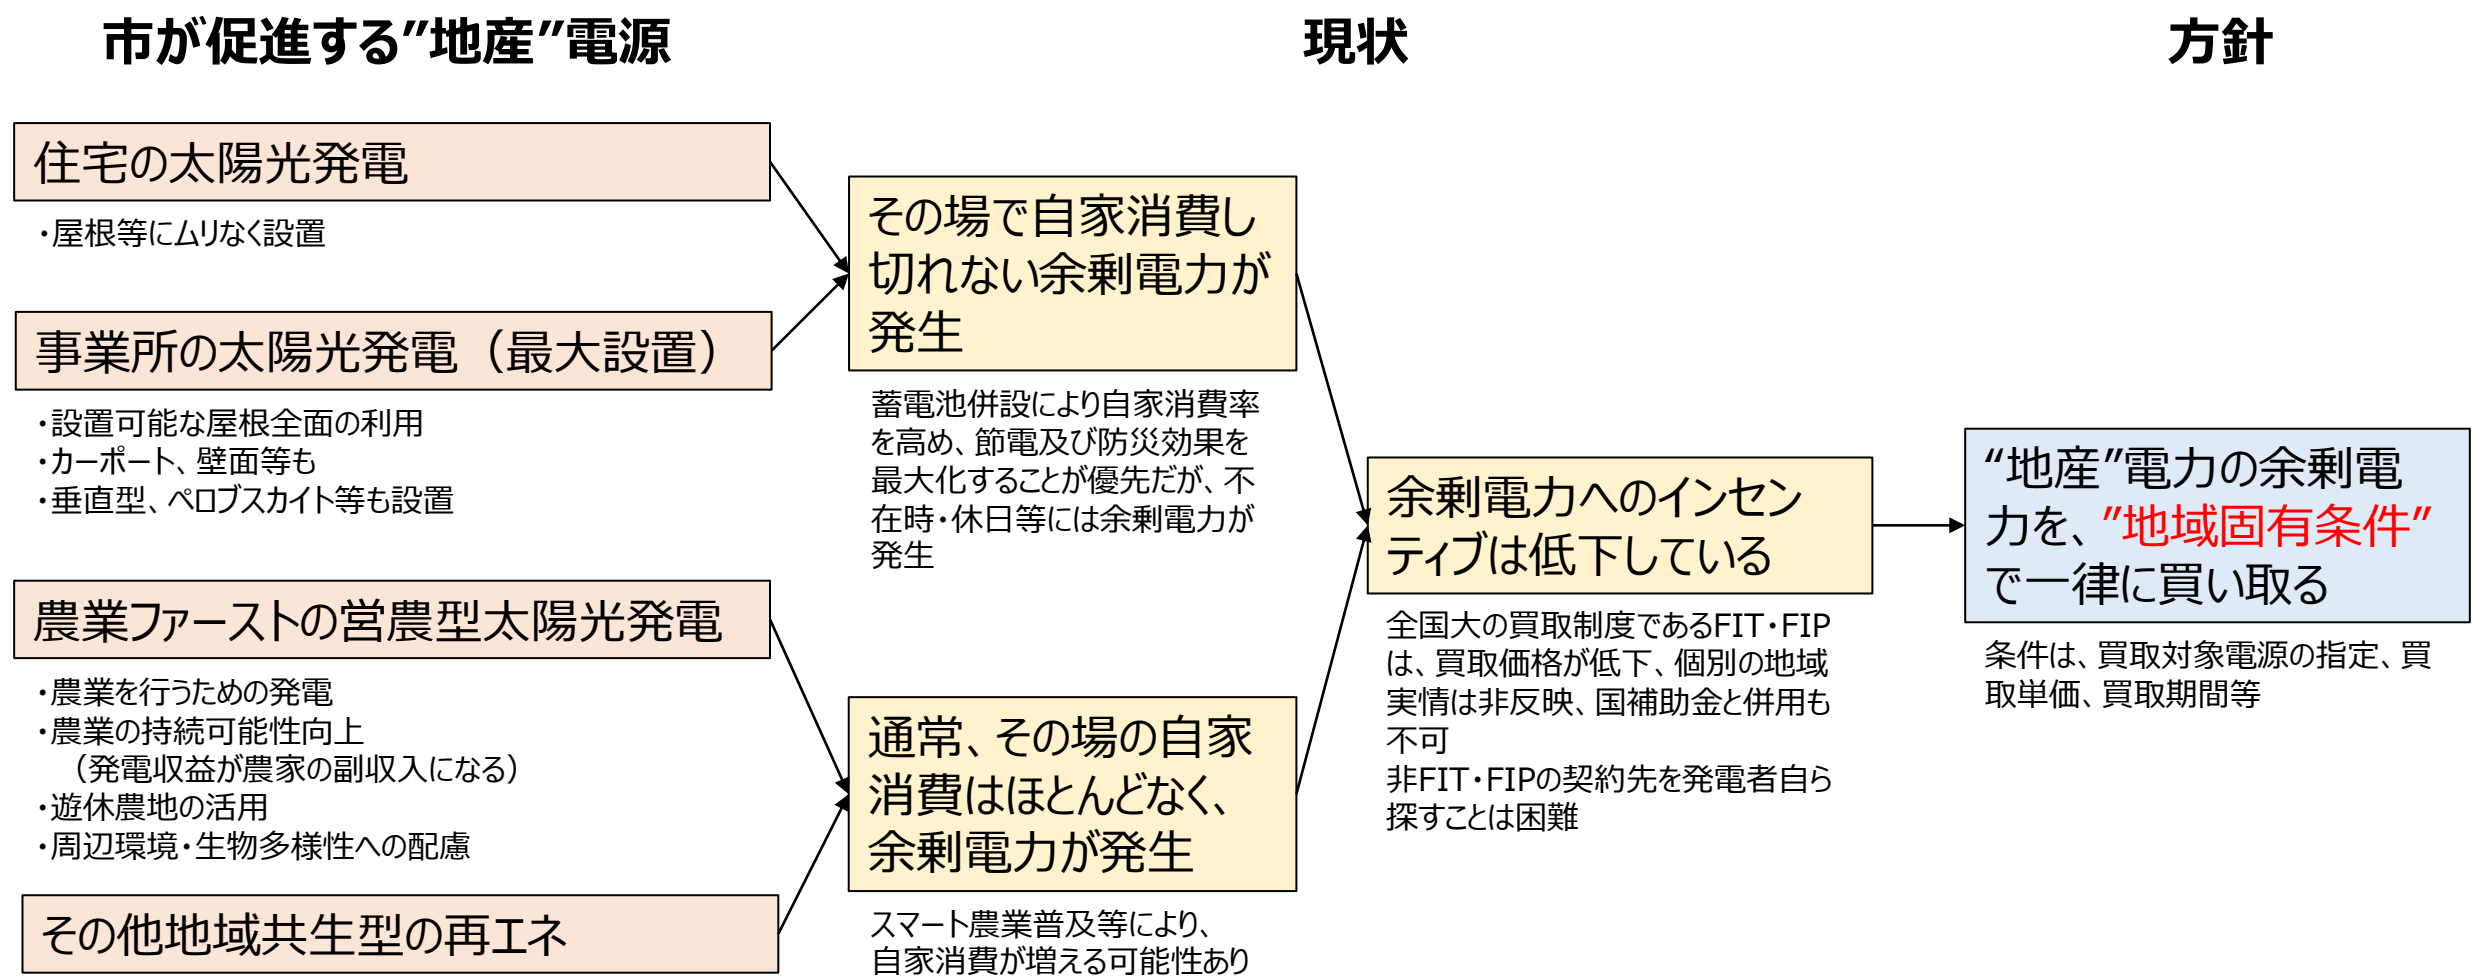 市が促進する”地産”電源
現状
方針
住宅の太陽光発電
・屋根等にムリなく設置
事業所の太陽光発電（最大設置）
・設置可能な屋根全面の利用
・カーポート、壁面等も
・垂直型、ペロブスカイト等も設置
農業ファーストの営農型太陽光発電
・農業を行うための発電
・農業の持続可能性向上
（発電収益が農家の副収入になる）
・遊休農地の活用
・周辺環境・生物多様性への配慮
その他地域共生型の再エネ
その場で自家消費し
切れない余剰電力が
発生
蓄電池併設により自家消費率
を高め、節電及び防災効果を
最大化することが優先だが、不
在時・休日等には余剰電力が
発生
通常、その場の自家
消費はほとんどなく、
余剰電力が発生
スマート農業普及等により、
自家消費が増える可能性あり
余剰電力へのインセン
ティブは低下している
全国大の買取制度であるFIT・FIP
は、買取価格が低下、個別の地域
実情は非反映、国補助金と併用も
不可
非FIT・FIPの契約先を発電者自ら
探すことは困難
“地産”電力の余剰電
力を、”地域固有条件”
で一律に買い取る
条件は、買取対象電源の指定、買
取単価、買取期間等